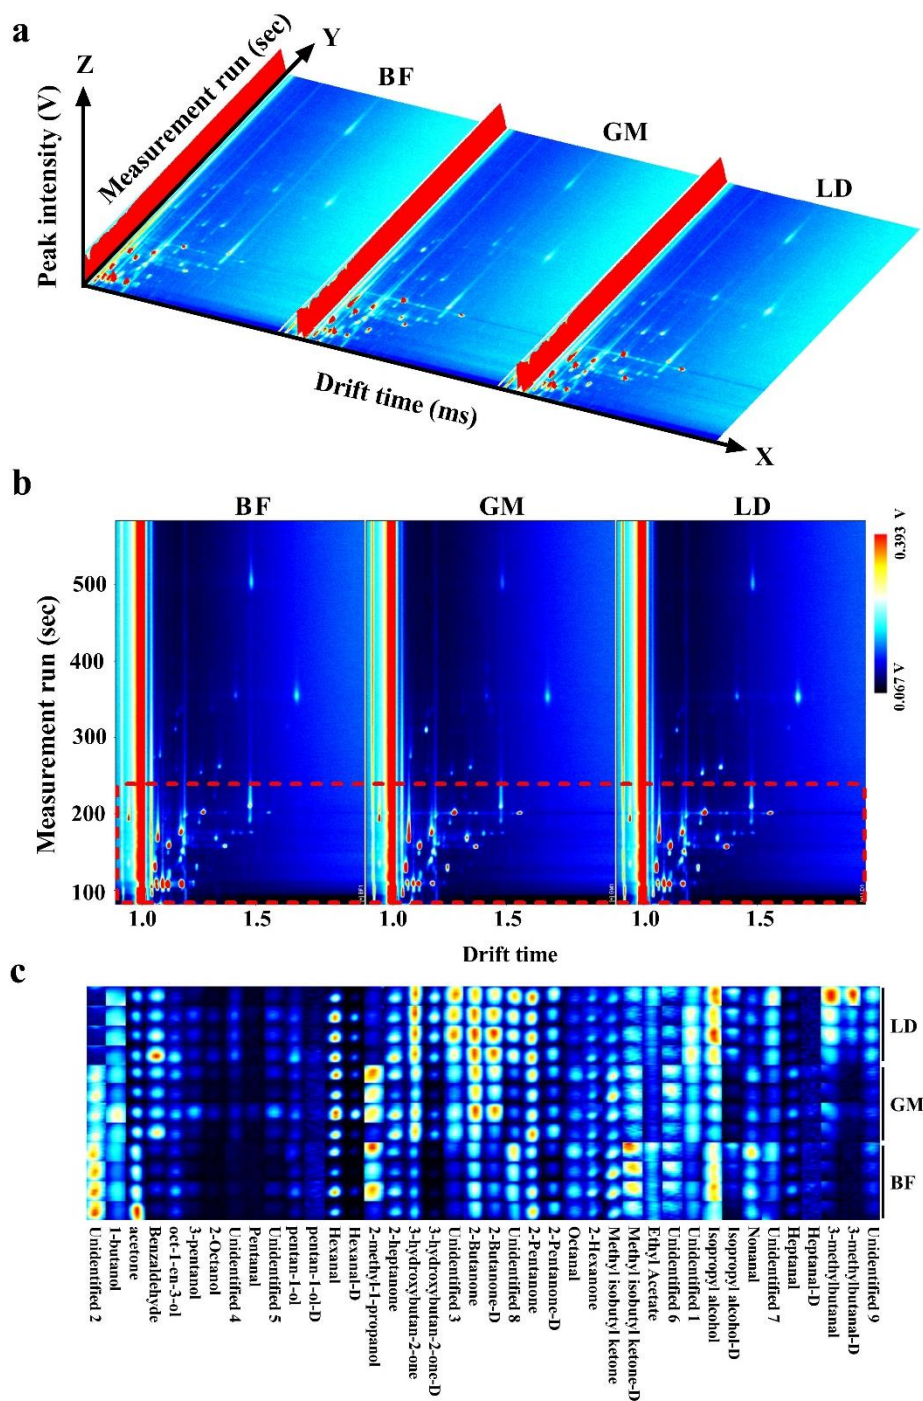 a
Z
Y
Measurement run (sec)
Peak intensity (V)
BF
GM
LD
Drift time (ms)
X
b
BF
GM
LD
Measurement run (sec)
500
400
300
200
100
0.393 V
0.067 V
1.0
1.5
1.0
1.5
1.0
1.5
Drift time
c
LD
GM
BF
Unidentified 2
1-butanol
acetone
Benzaldehyde
oct-1-en-3-ol
3-pentanol
2-Octanol
Unidentified 4
Pentanal
Unidentified 5
pentan-1-ol
pentan-1-ol-D
Hexanal
Hexanal-D
2-methyl-1-propanol
2-heptanone
3-hydroxybutan-2-one
3-hydroxybutan-2-one-D
Unidentified 3
2-Butanone
2-Butanone-D
Unidentified 8
2-Pentanone
2-Pentanone-D
Octanal
2-Hexanone
Methyl isobutyl ketone
Methyl isobutyl ketone-D
Ethyl Acetate
Unidentified 6
Unidentified 1
Isopropyl alcohol
Isopropyl alcohol-D
Nonanal
Unidentified 7
Heptanal
Heptanal-D
3-methylbutanal
3-methylbutanal-D
Unidentified 9